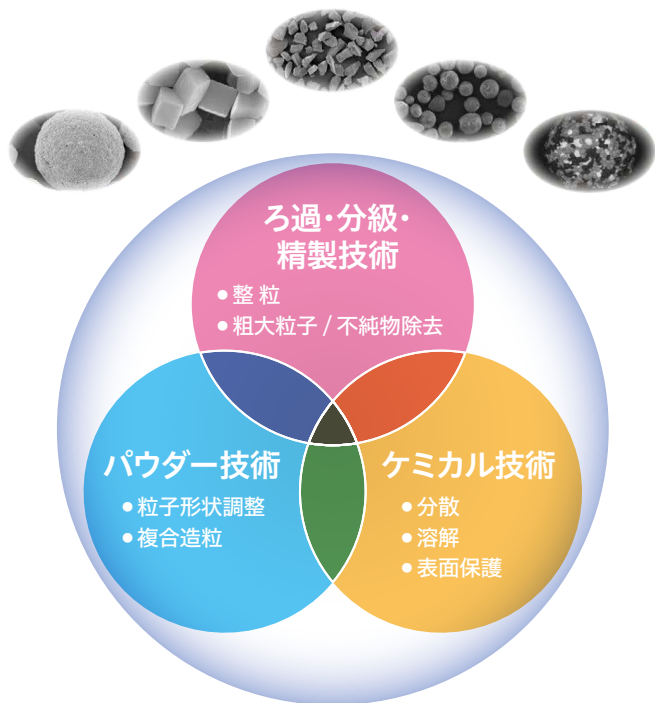 ろ過・分級・
精製技術
●整 粒
●粗大粒子 / 不純物除去
パウダー技術
●粒子形状調整
●複合造粒
ケミカル技術
●分散
●溶解
●表面保護